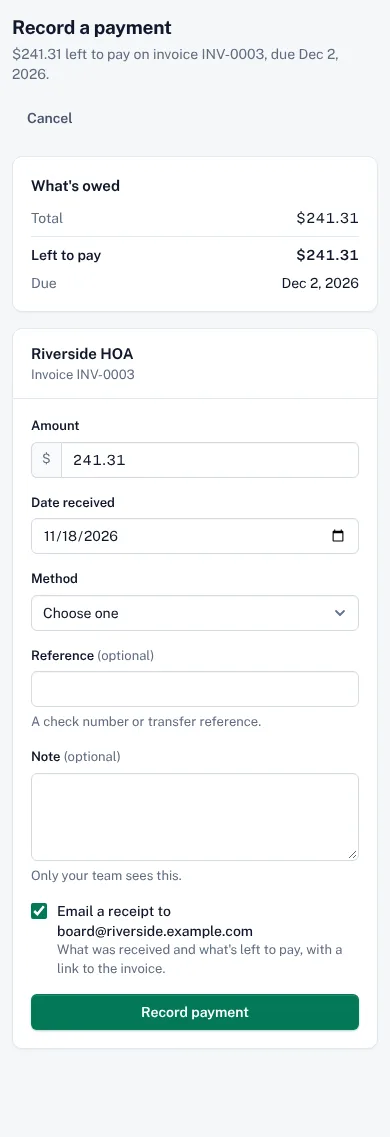 Record a payment
$241.31 left to pay on invoice INV-0003, due Dec 2,
2026.
Cancel
What's owed
Total $241.31
Left to pay $241.31
Due Dec 2, 2026
Riverside HOA
Invoice INV-0003
Amount
$ 241.31
Date received
11/18/2026
Method
Choose one
Reference (optional)
A check number or transfer reference.
Note (optional)
Only your team sees this.
Email a receipt to
board@riverside.example.com
What was received and what's left to pay, with a
link to the invoice.
Record payment